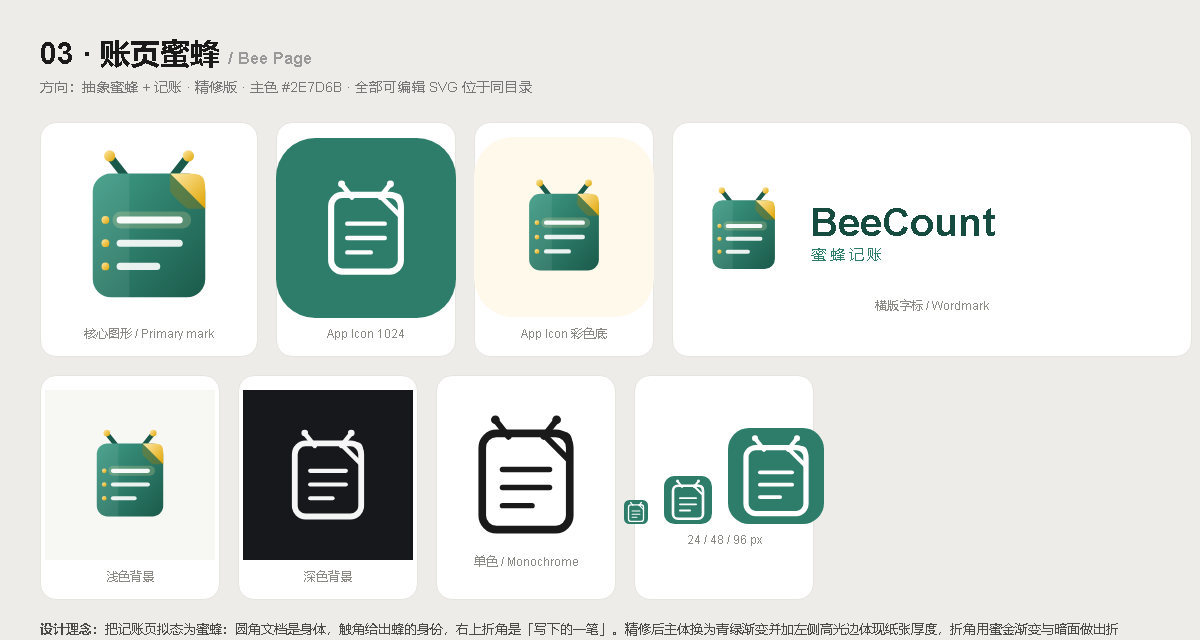 03 · 账页蜜蜂 / Bee Page
方向：抽象蜜蜂 + 记账 · 精修版 · 主色 #2E7D6B · 全部可编辑 SVG 位于同目录
核心图形 / Primary mark
App Icon 1024
App Icon 彩色底
BeeCount
蜜蜂记账
横版字标 / Wordmark
浅色背景
深色背景
单色 / Monochrome
24 / 48 / 96 px
设计理念：把记账页拟态为蜜蜂：圆角文档是身体，触角给出蜂的身份，右上折角是「写下的一笔」。精修后主体换为青绿渐变并加左侧高光边体现纸张厚度，折角用蜜金渐变与暗面做出折